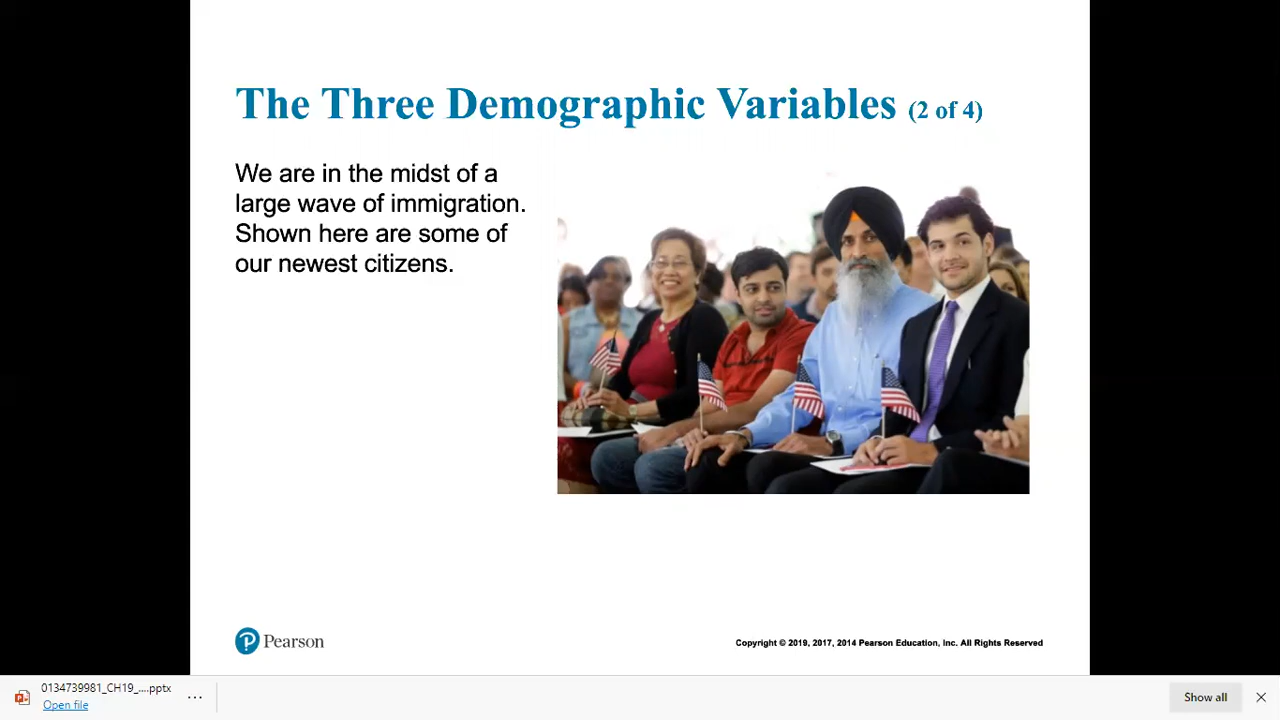 The Three Demographic Variables (2 of 4)
We are in the midst of a
large wave of immigration.
Shown here are some of
our newest citizens.
Pearson
Copyright © 2019, 2017, 2014 Pearson Education, Inc. All Rights Reserved
0134739981_CH19_....pptx
Open file
Show all